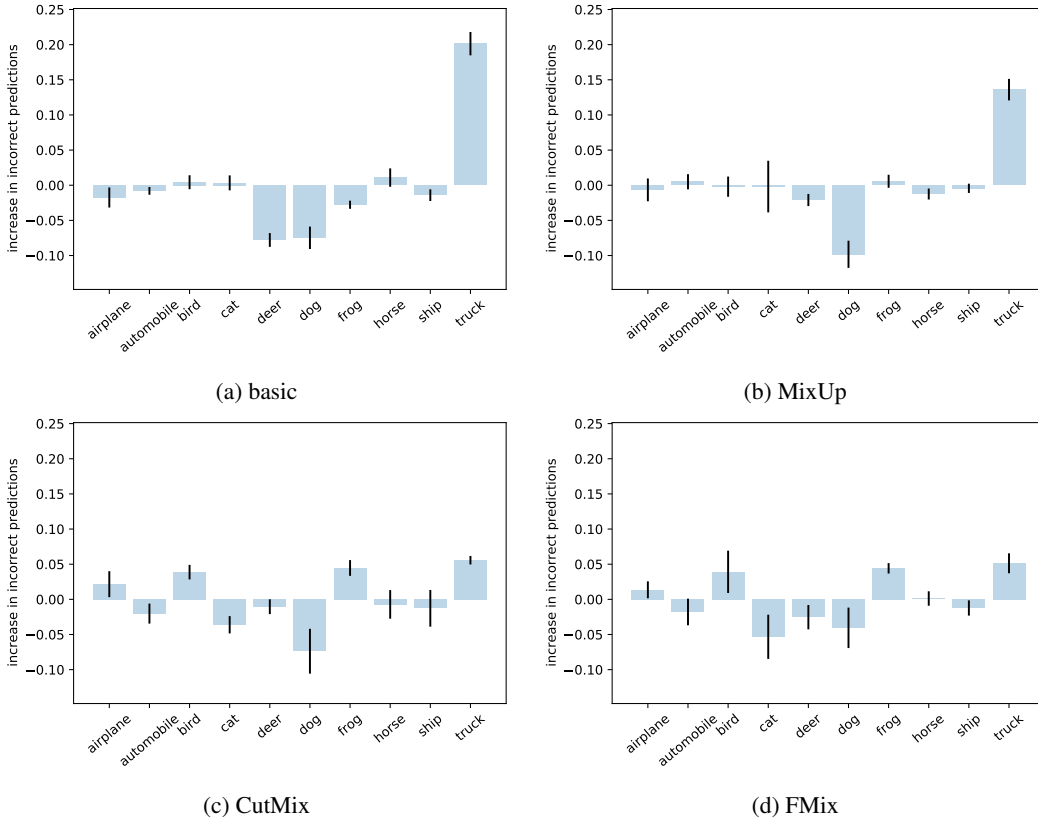 0.25
0.20
0.15
0.10
0.05
0.00
−0.05
−0.10
increase in incorrect predictions
airplane
automobile
bird
cat
deer
dog
frog
horse
ship
truck
(a) basic
0.25
0.20
0.15
0.10
0.05
0.00
−0.05
−0.10
increase in incorrect predictions
airplane
automobile
bird
cat
deer
dog
frog
horse
ship
truck
(b) MixUp
0.25
0.20
0.15
0.10
0.05
0.00
−0.05
−0.10
increase in incorrect predictions
airplane
automobile
bird
cat
deer
dog
frog
horse
ship
truck
(c) CutMix
0.25
0.20
0.15
0.10
0.05
0.00
−0.05
−0.10
increase in incorrect predictions
airplane
automobile
bird
cat
deer
dog
frog
horse
ship
truck
(d) FMix